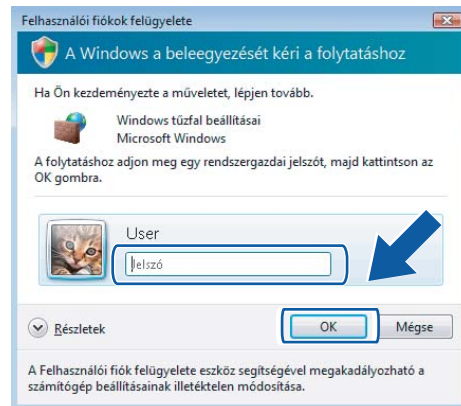 Felhasználói fiókok felügyelete
A Windows a beleegyezését kéri a folytatáshoz
Ha Ön kezdeményezte a műveletet, lépjen tovább.
Windows tűzfal beállításai
Microsoft Windows
A folytatáshoz adjon meg egy rendszergazdai jelszót, majd kattintson az
OK gombra.
User
Jelszó
Részletek
OK
Mégse
A Felhasználói fiók felügyelete eszköz segítségével megakadályozható a
számítógép beállításainak illetéktelen módosítása.